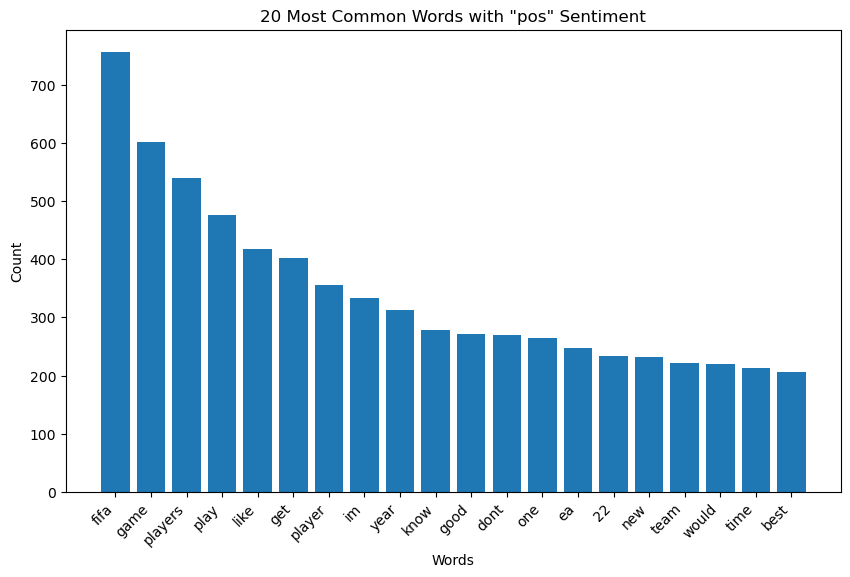 20 Most Common Words with "pos" Sentiment
700
600
500
400
300
200
100
0
Count
fifa
game
players
play
like
get
player
im
year
know
good
dont
one
ea
22
new
team
would
time
best
Words